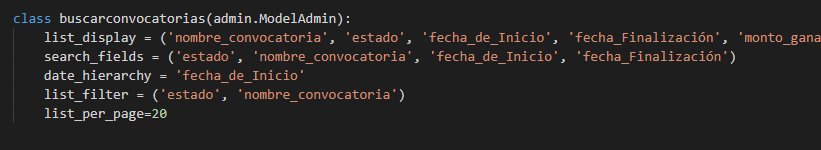 class buscarconvocatorias(admin.ModelAdmin):
    list_display = ('nombre_convocatoria', 'estado', 'fecha_de_Inicio', 'fecha_Finalización', 'monto_gana
    search_fields = ('estado', 'nombre_convocatoria', 'fecha_de_Inicio', 'fecha_Finalización')
    date_hierarchy = 'fecha_de_Inicio'
    list_filter = ('estado', 'nombre_convocatoria')
    list_per_page=20